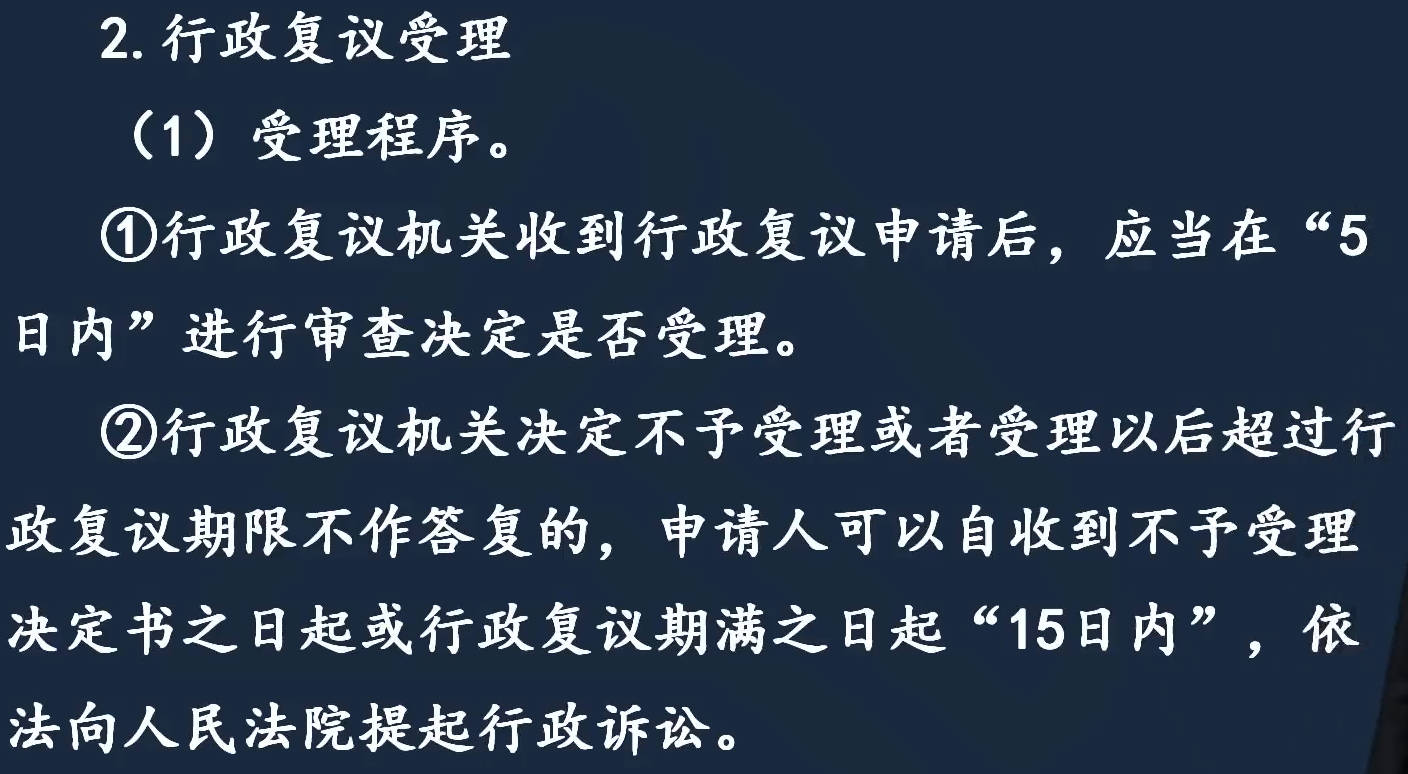 2. 行政复议受理
（1）受理程序。
①行政复议机关收到行政复议申请后，应当在“5
日内”进行审查决定是否受理。
②行政复议机关决定不予受理或者受理以后超过行
政复议期限不作答复的，申请人可以自收到不予受理
决定书之日起或行政复议期满之日起“15日内”，依
法向人民法院提起行政诉讼。